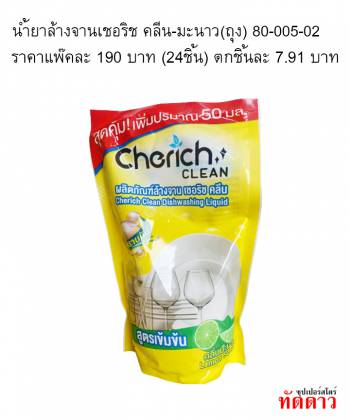 น้ำยาล้างจานเชอริช คลีน-มะนาว(ถุง) 80-005-02
ราคาแพ๊คละ 190 บาท (24ชิ้น) ตกชิ้นละ 7.91 บาท
สุดคุ้ม! เพิ่มปริมาณ 50 มล.
Cherich
CLEAN
ผลิตภัณฑ์ล้างจาน เชอริช คลีน
Cherich Clean Dishwashing Liquid
สูตรเข้มข้น
ซุปเปอร์สโตร์
ทัดดาว